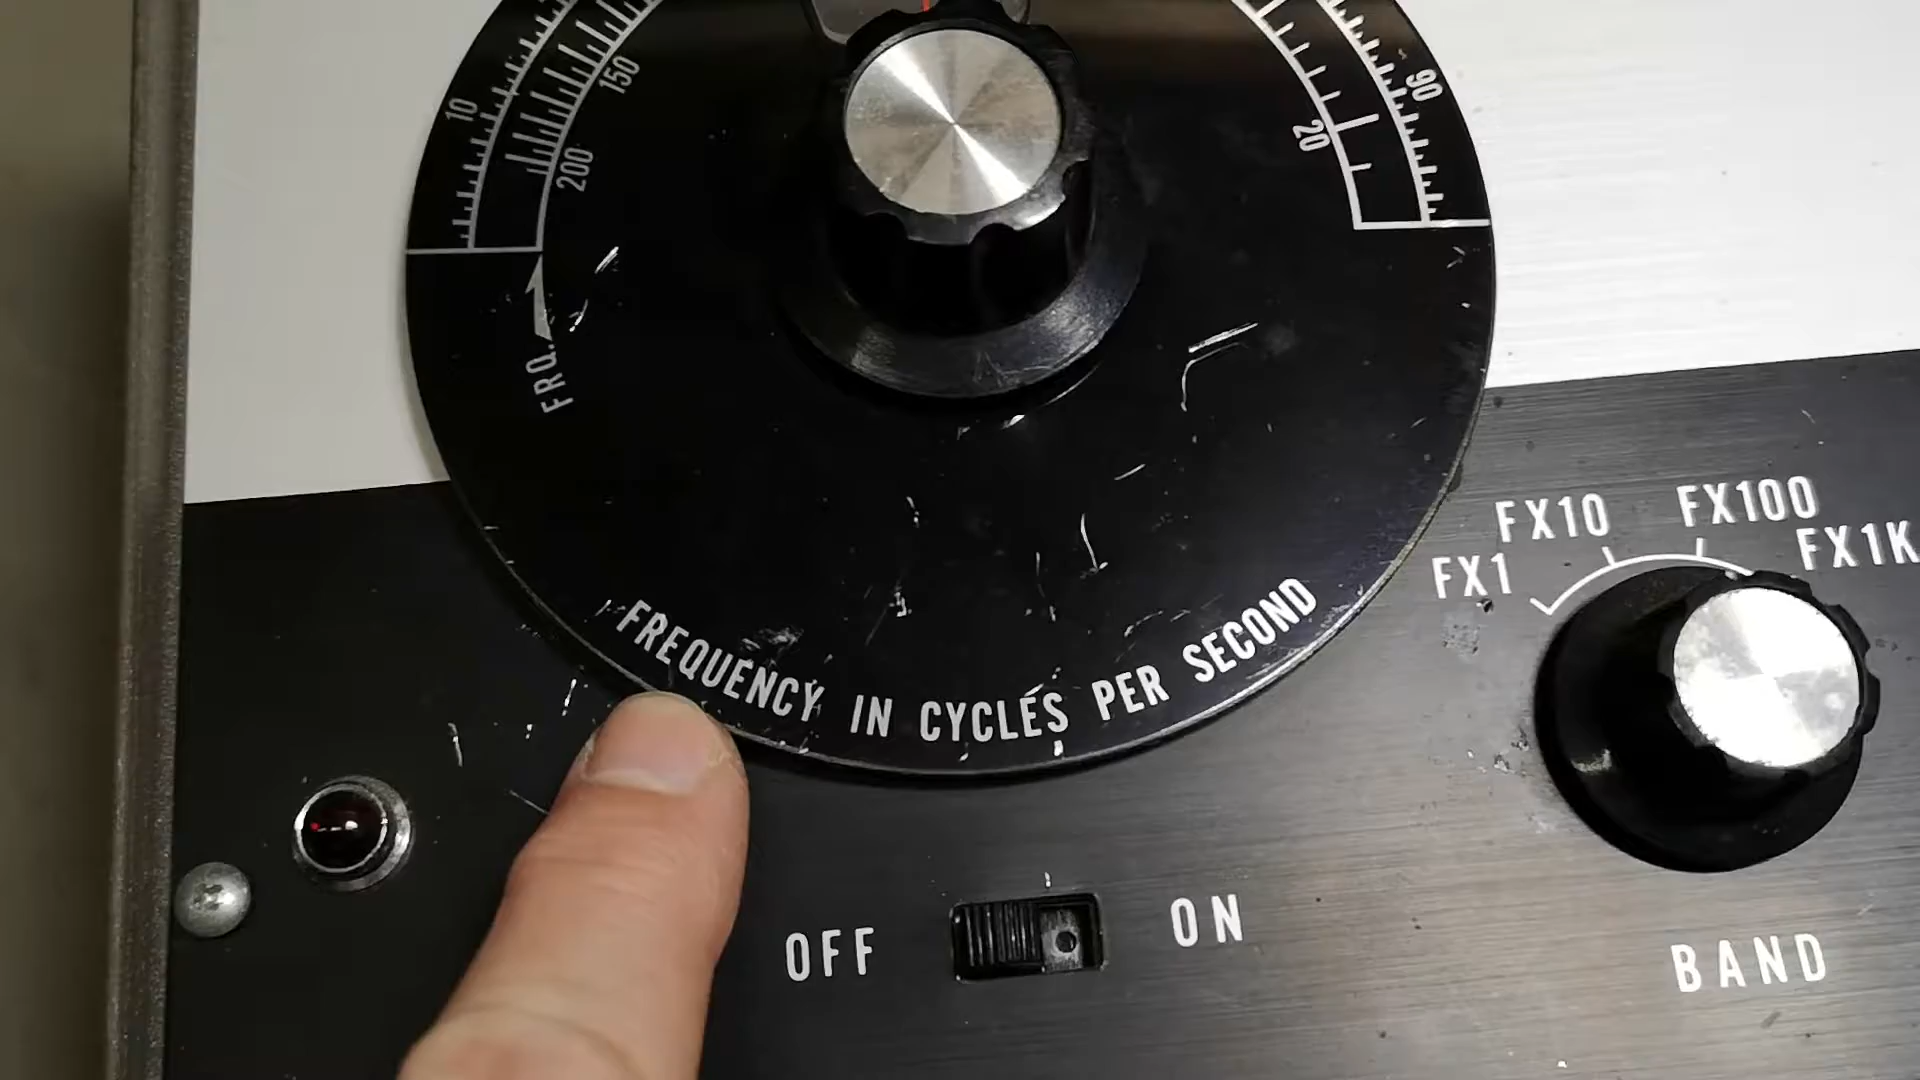 10
150
200
90
20
FRQ.
FREQUENCY IN CYCLES PER SECOND
FX1
FX10
FX100
FX1K
OFF
ON
BAND